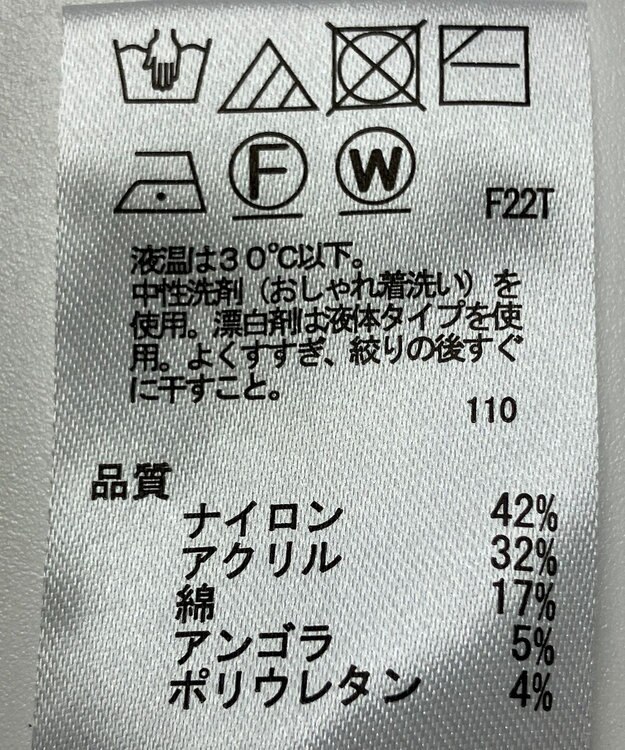 F W
F22T
液温は30℃以下。
中性洗剤（おしゃれ着洗い）を
使用。漂白剤は液体タイプを使
用。よくすすぎ、絞りの後すぐ
に干すこと。
110
品質
ナイロン 42%
アクリル 32%
綿 17%
アンゴラ 5%
ポリウレタン 4%